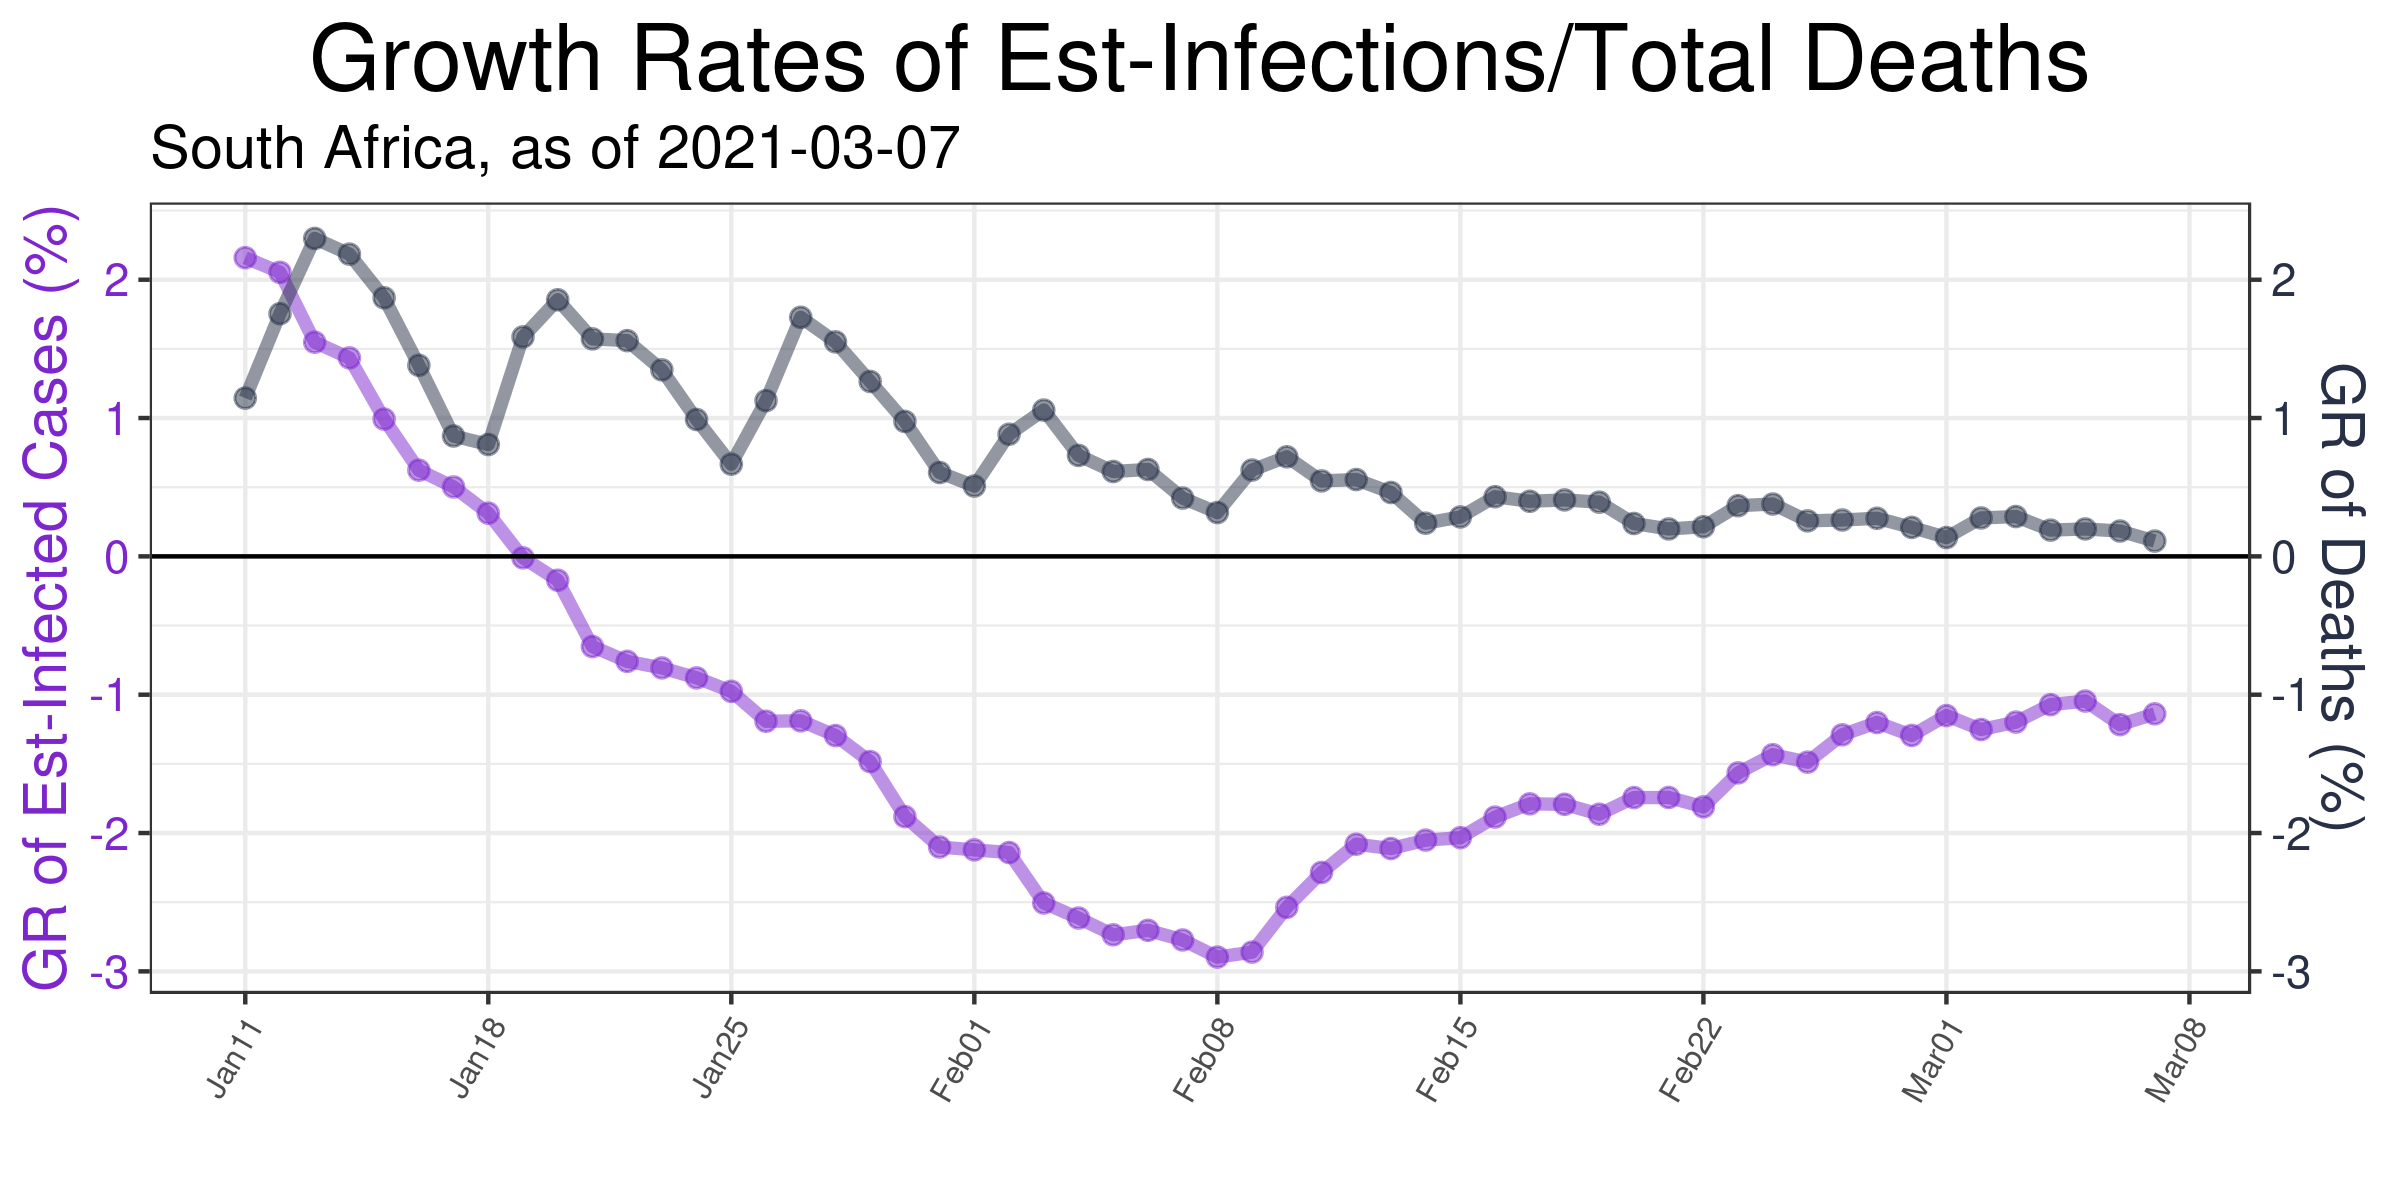 Growth Rates of Est-Infections/Total Deaths
South Africa, as of 2021-03-07
GR of Est-Infected Cases (%)
2
1
0
-1
-2
-3
2
1
0
-1
-2
-3
GR of Deaths (%)
Jan11
Jan18
Jan25
Feb01
Feb08
Feb15
Feb22
Mar01
Mar08